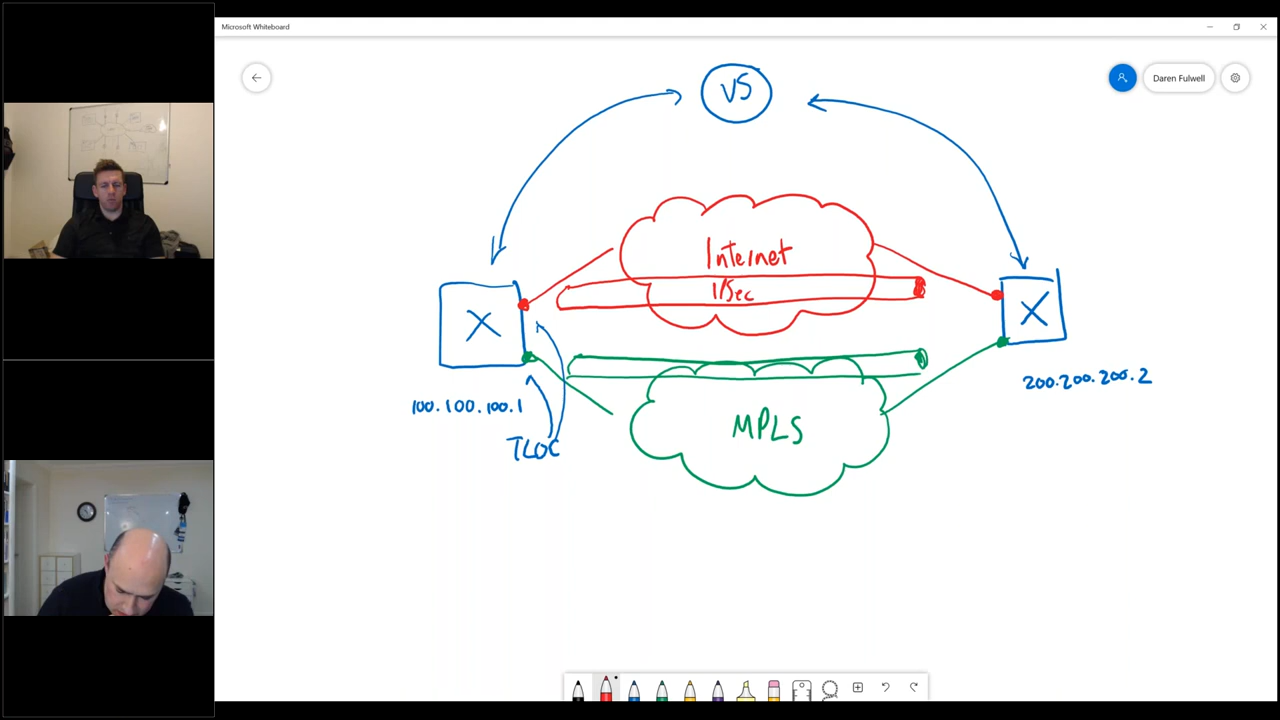 Microsoft Whiteboard
Daren Fulwell
VS
Internet
IPSec
X
X
MPLS
100.100.100.1
200.200.200.2
TLOC